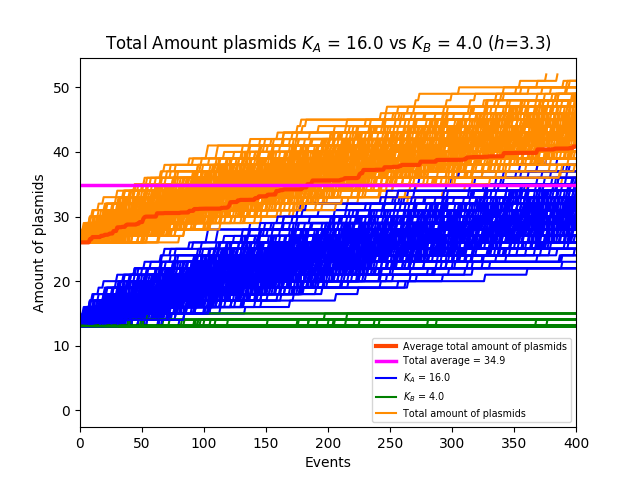 Total Amount plasmids K_A = 16.0 vs K_B = 4.0 (h=3.3)
Amount of plasmids
50
40
30
20
10
0
0 50 100 150 200 250 300 350 400
Events
Average total amount of plasmids
Total average = 34.9
K_A = 16.0
K_B = 4.0
Total amount of plasmids